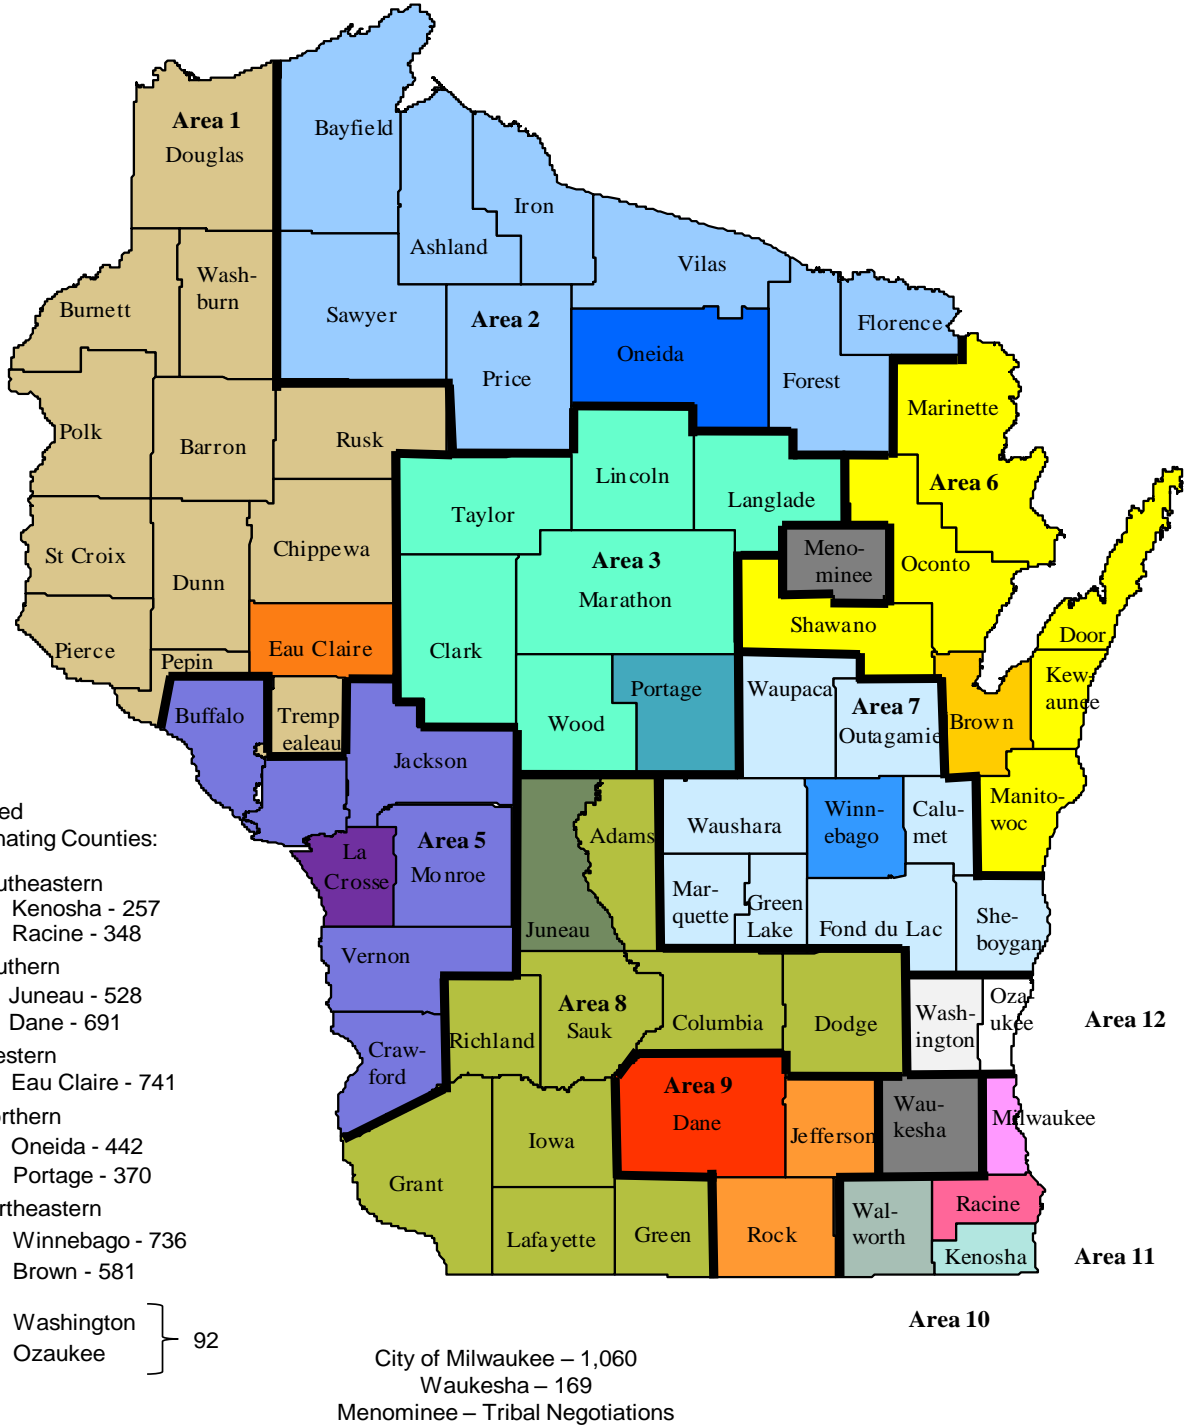 Area 1
Douglas
Bayfield
Ashland
Iron
Vilas
Wash-
burn
Burnett
Sawyer
Area 2
Price
Oneida
Florence
Forest
Marinette
Polk
Barron
Rusk
Lincoln
Langlade
Area 6
Taylor
St Croix
Chippewa
Dunn
Area 3
Marathon
Meno-
minee
Oconto
Shawano
Door
Pierce
Pepin
Eau Claire
Clark
Portage
Waupaca
Kew-
aunee
Buffalo
Tremp
ealeau
Wood
Area 7
Outagamie
Brown
Jackson
Manito-
woc
Adams
Waushara
Winn-
ebago
Calu-
met
La
Crosse
Area 5
Monroe
Mar-
quette
Green
Lake
Juneau
Fond du Lac
She-
boygan
Vernon
Area 8
Sauk
Richland
Columbia
Dodge
Wash-
ington
Oza-
ukee
Area 12
Craw-
ford
Area 9
Dane
Jefferson
Wau-
kesha
Milwaukee
Iowa
Grant
Lafayette
Green
Rock
Wal-
worth
Racine
Kenosha
Area 11
Area 10
ed
nating Counties:
utheastern
Kenosha - 257
Racine - 348
uthern
Juneau - 528
Dane - 691
estern
Eau Claire - 741
orthern
Oneida - 442
Portage - 370
rtheastern
Winnebago - 736
Brown - 581
Washington
Ozaukee
92
City of Milwaukee – 1,060
Waukesha – 169
Menominee – Tribal Negotiations